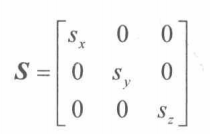 S = [ s_x 0 0
0 s_y 0
0 0 s_z ]